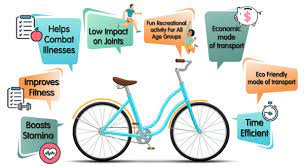 Helps
Combat
Illnesses
Low Impact
on Joints
Fun Recreational
activity For All
Age Groups
Economic
mode
of transport
Improves
Fitness
Eco Friendly
mode of transport
Boosts
Stamina
Time
Efficient